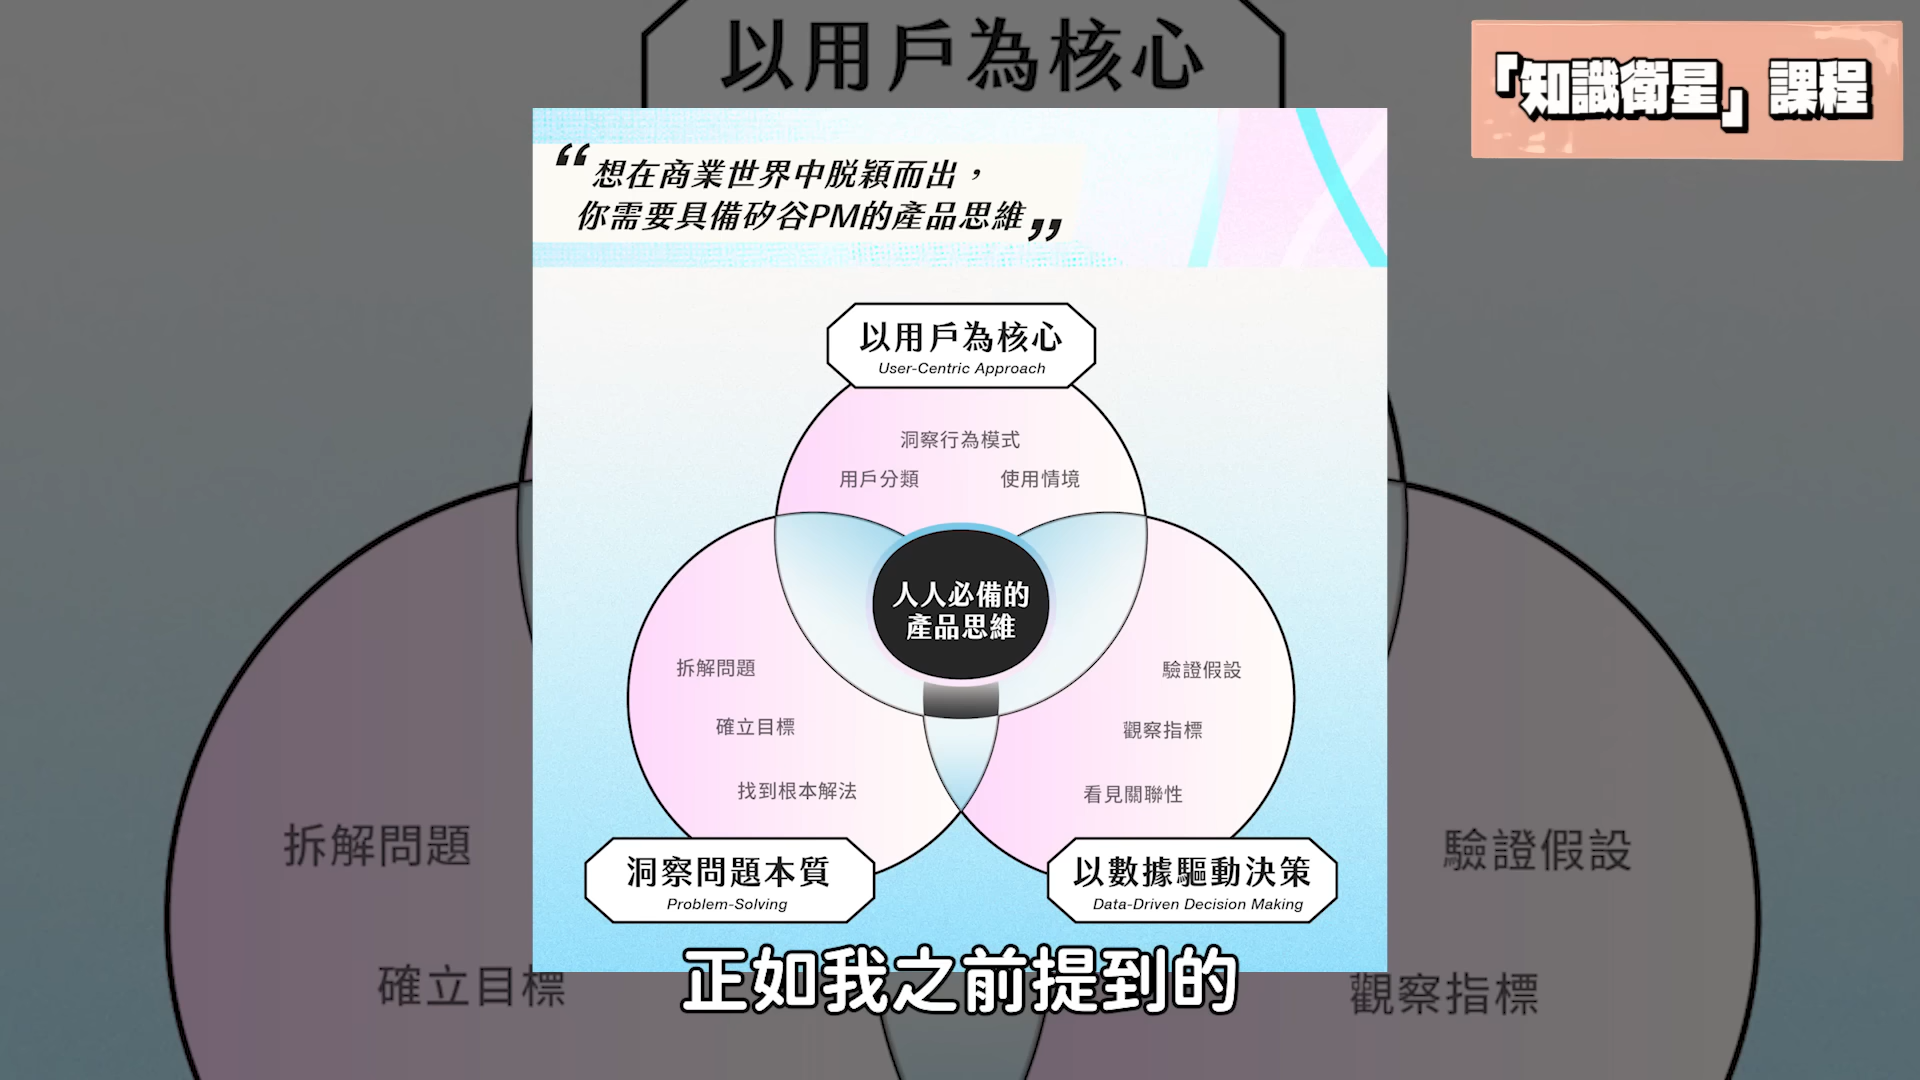 以用戶為核心
「知識衛星」課程
“想在商業世界中脫穎而出，
你需要具備矽谷PM的產品思維”
以用戶為核心
User-Centric Approach
洞察行為模式
用戶分類
使用情境
人人必備的
產品思維
拆解問題
驗證假設
確立目標
觀察指標
找到根本解法
看見關聯性
洞察問題本質
Problem-Solving
以數據驅動決策
Data-Driven Decision Making
拆解問題
驗證假設
確立目標
觀察指標
正如我之前提到的